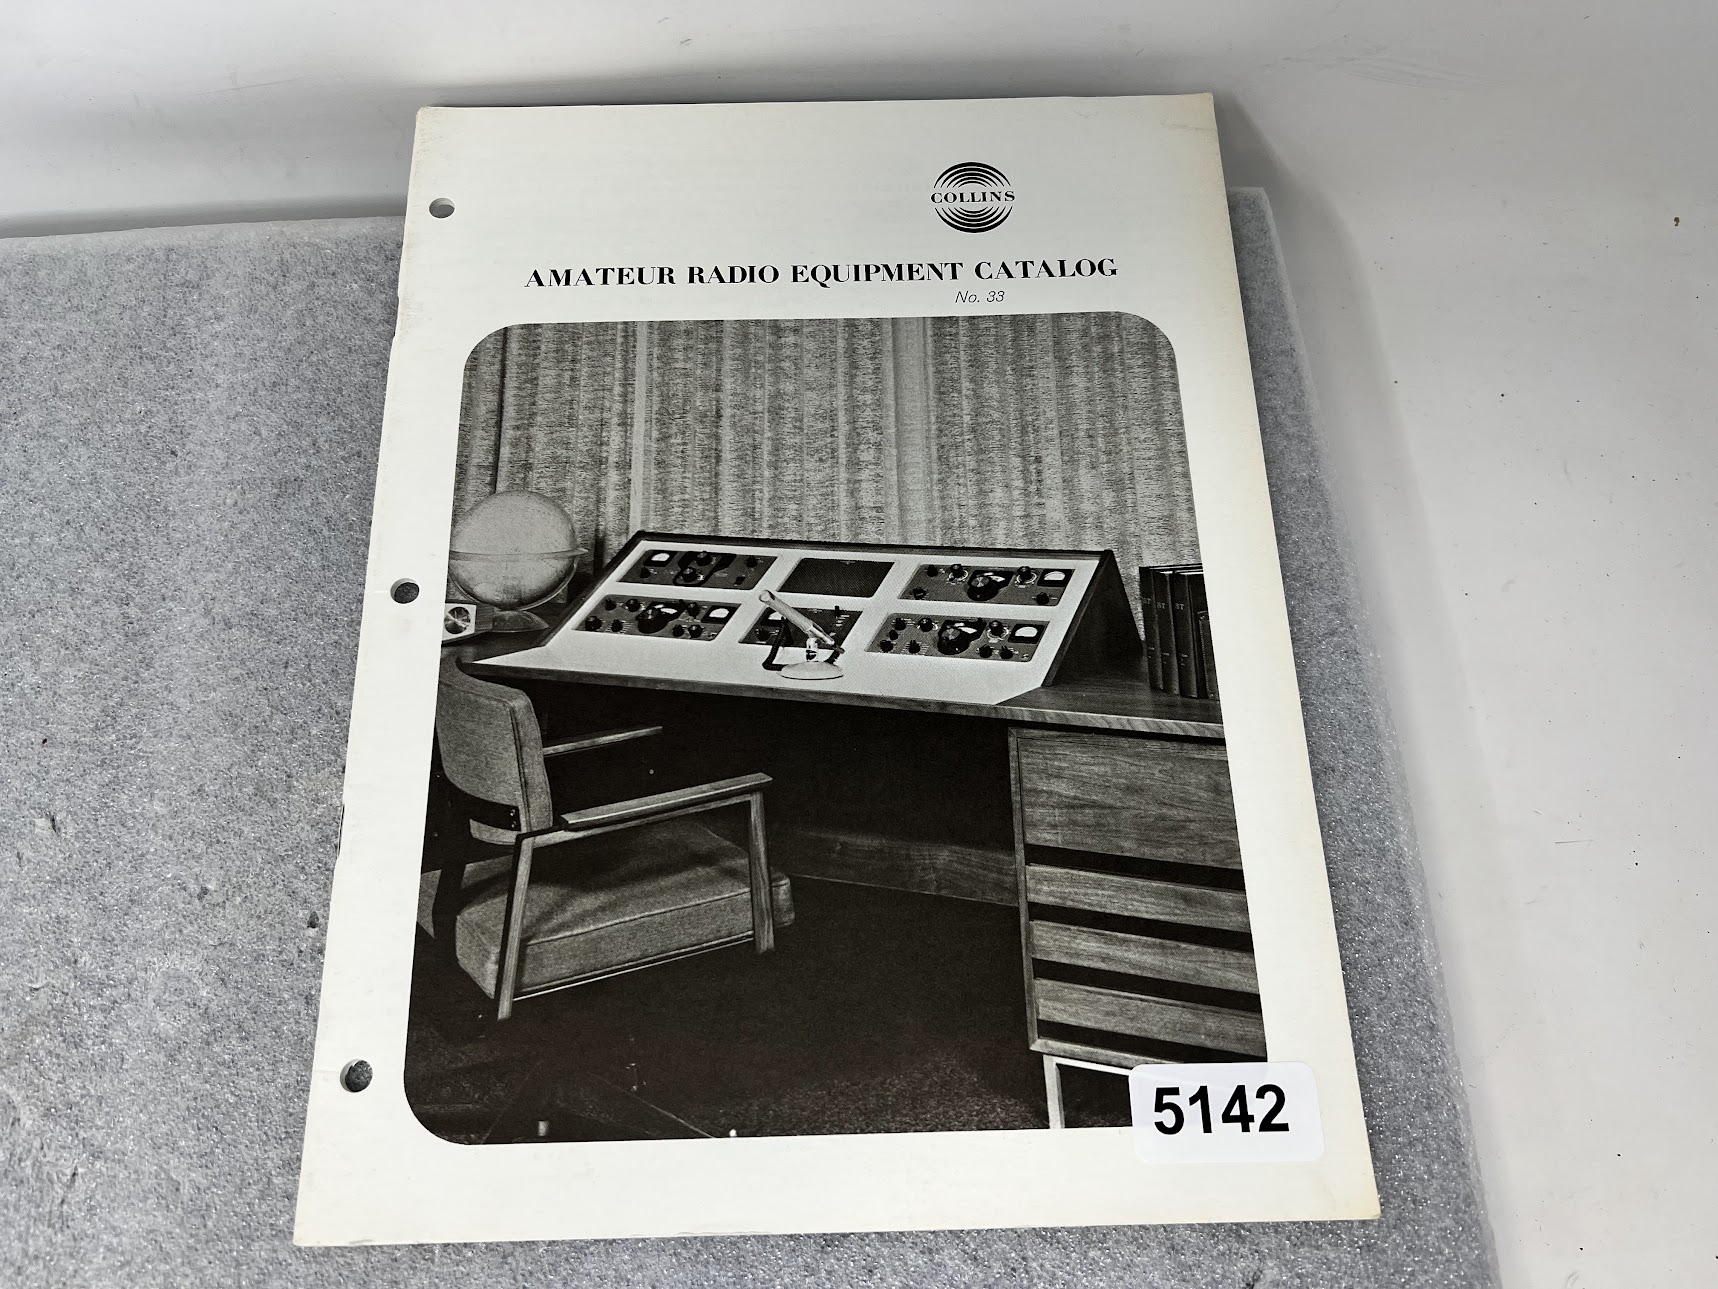 COLLINS
AMATEUR RADIO EQUIPMENT CATALOG
No. 33
5142